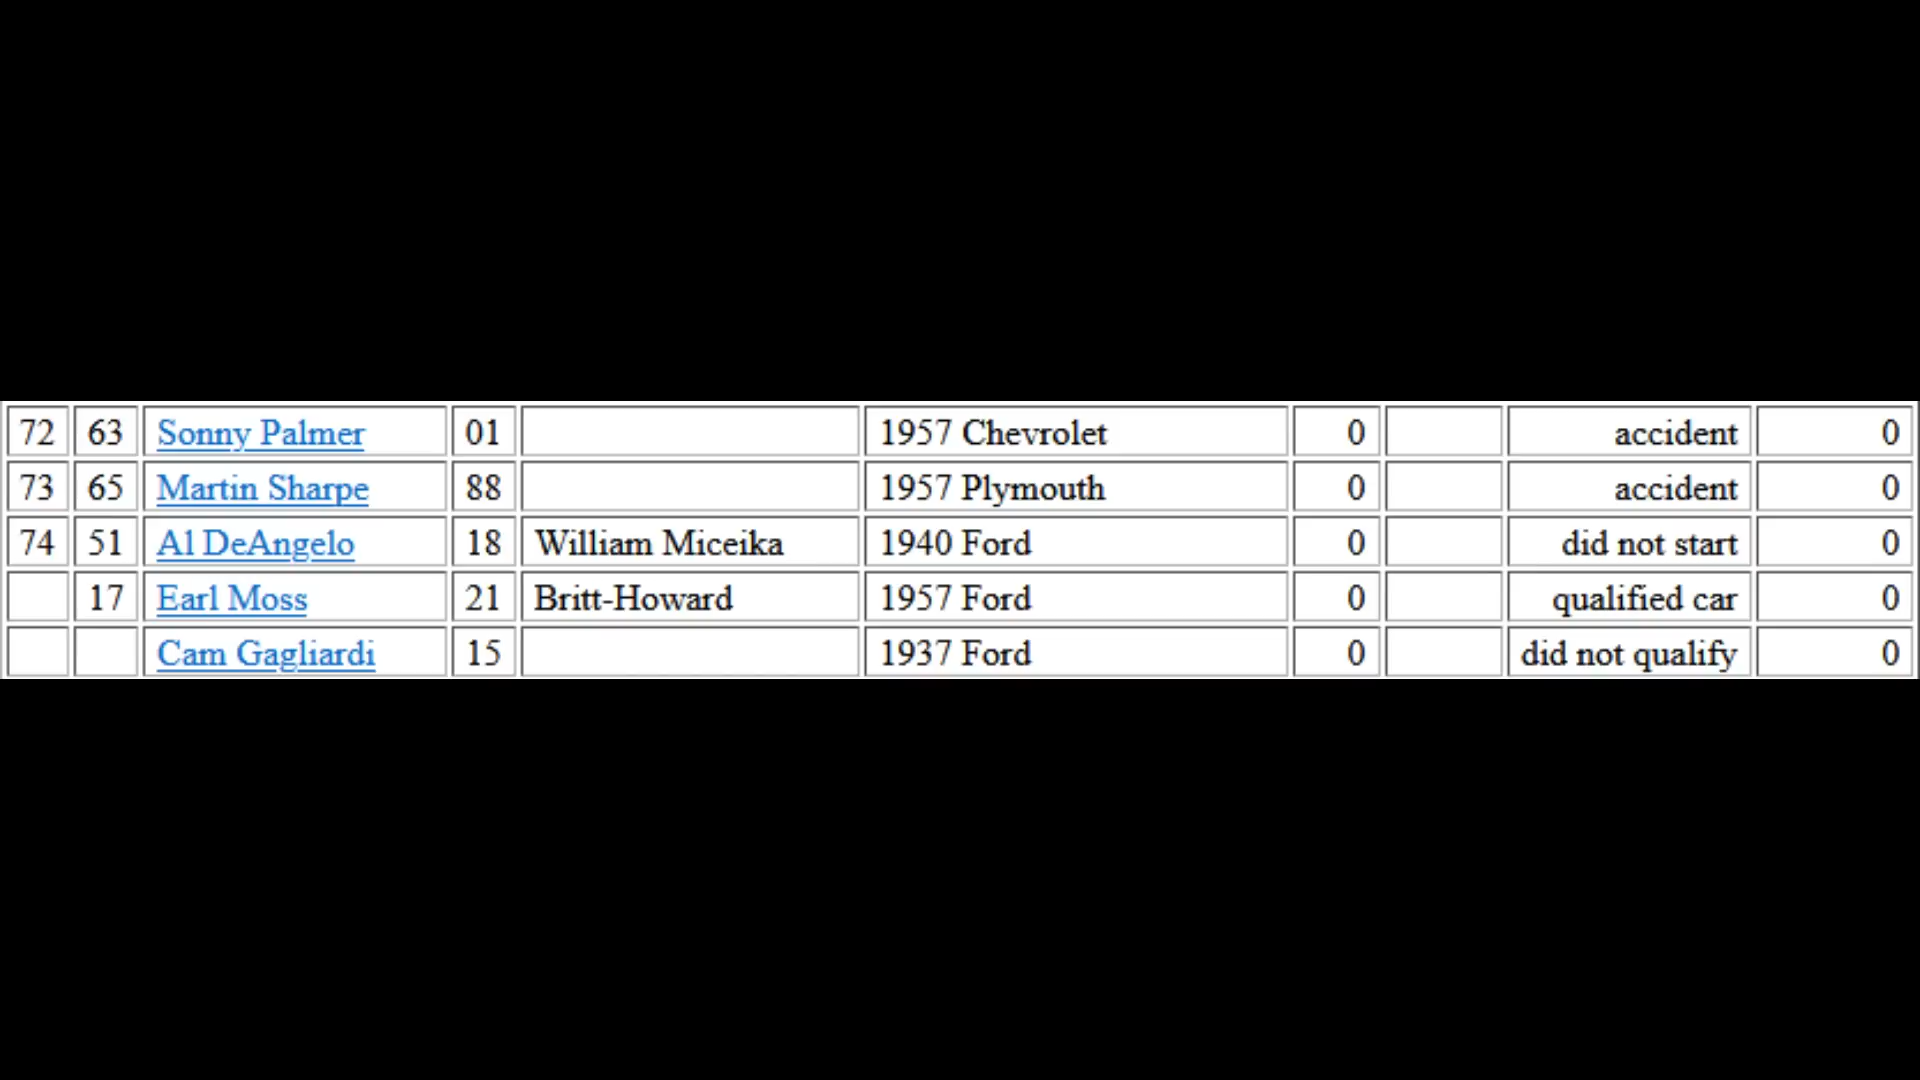 72 63 Sonny Palmer 01 1957 Chevrolet 0 accident 0
73 65 Martin Sharpe 88 1957 Plymouth 0 accident 0
74 51 Al DeAngelo 18 William Miceika 1940 Ford 0 did not start 0
17 Earl Moss 21 Britt-Howard 1957 Ford 0 qualified car 0
Cam Gagliardi 15 1937 Ford 0 did not qualify 0